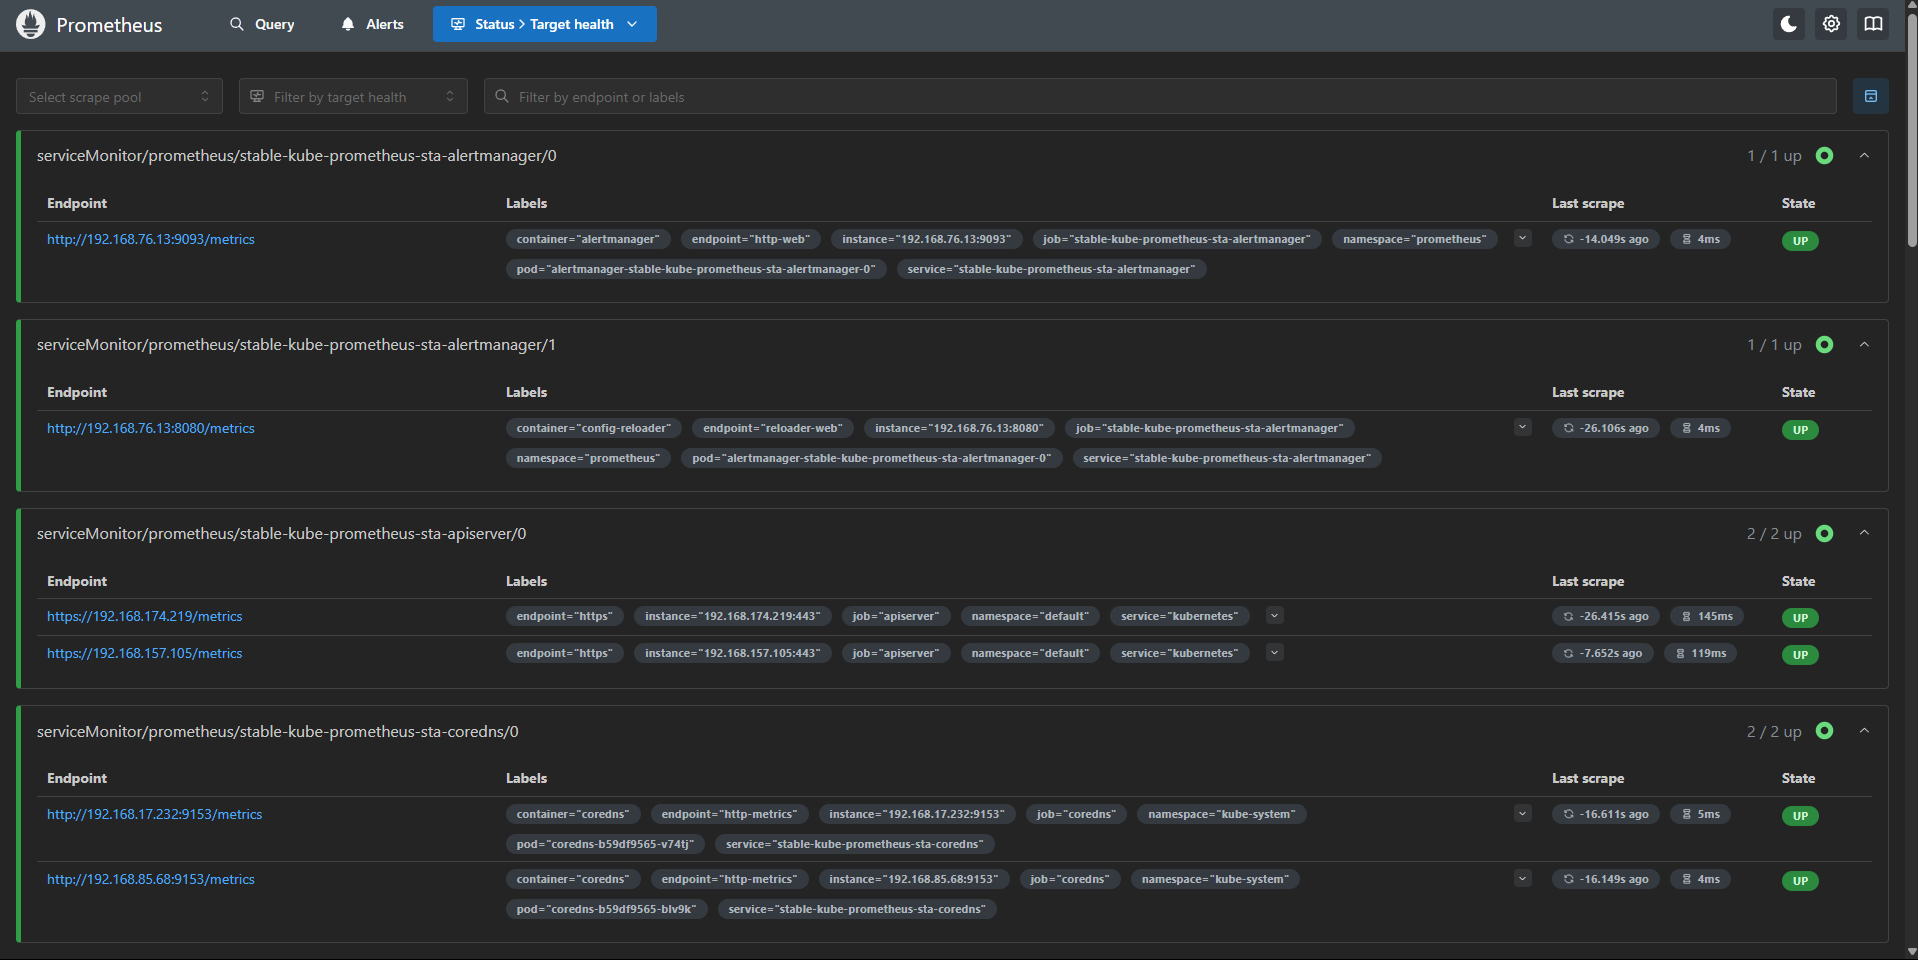 Prometheus Query Alerts Status > Target health
Select scrape pool Filter by target health Filter by endpoint or labels
serviceMonitor/prometheus/stable-kube-prometheus-sta-alertmanager/0 1 / 1 up
Endpoint Labels Last scrape State
http://192.168.76.13:9093/metrics container="alertmanager" endpoint="http-web" instance="192.168.76.13:9093" job="stable-kube-prometheus-sta-alertmanager" namespace="prometheus" -14.049s ago 4ms UP
pod="alertmanager-stable-kube-prometheus-sta-alertmanager-0" service="stable-kube-prometheus-sta-alertmanager"
serviceMonitor/prometheus/stable-kube-prometheus-sta-alertmanager/1 1 / 1 up
Endpoint Labels Last scrape State
http://192.168.76.13:8080/metrics container="config-reloader" endpoint="reloader-web" instance="192.168.76.13:8080" job="stable-kube-prometheus-sta-alertmanager" -26.106s ago 4ms UP
namespace="prometheus" pod="alertmanager-stable-kube-prometheus-sta-alertmanager-0" service="stable-kube-prometheus-sta-alertmanager"
serviceMonitor/prometheus/stable-kube-prometheus-sta-apiserver/0 2 / 2 up
Endpoint Labels Last scrape State
https://192.168.174.219/metrics endpoint="https" instance="192.168.174.219:443" job="apiserver" namespace="default" service="kubernetes" -26.415s ago 145ms UP
https://192.168.157.105/metrics endpoint="https" instance="192.168.157.105:443" job="apiserver" namespace="default" service="kubernetes" -7.652s ago 119ms UP
serviceMonitor/prometheus/stable-kube-prometheus-sta-coredns/0 2 / 2 up
Endpoint Labels Last scrape State
http://192.168.17.232:9153/metrics container="coredns" endpoint="http-metrics" instance="192.168.17.232:9153" job="coredns" namespace="kube-system" -16.611s ago 5ms UP
pod="coredns-b59df9565-v74tj" service="stable-kube-prometheus-sta-coredns"
http://192.168.85.68:9153/metrics container="coredns" endpoint="http-metrics" instance="192.168.85.68:9153" job="coredns" namespace="kube-system" -16.149s ago 4ms UP
pod="coredns-b59df9565-blv9k" service="stable-kube-prometheus-sta-coredns"